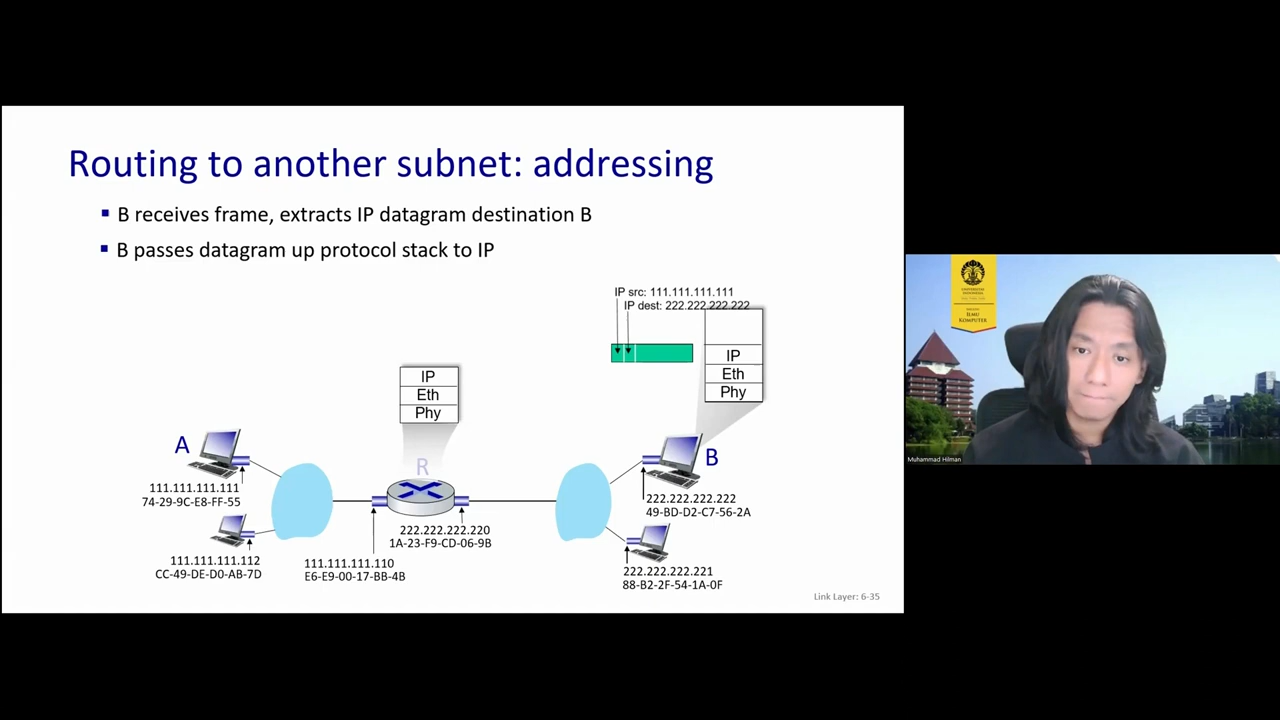 Routing to another subnet: addressing
B receives frame, extracts IP datagram destination B
B passes datagram up protocol stack to IP
IP src: 111.111.111.111
IP dest: 222.222.222.222
IP
Eth
Phy
IP
Eth
Phy
A
R
B
111.111.111.111
74-29-9C-E8-FF-55
222.222.222.222
49-BD-D2-C7-56-2A
222.222.222.220
1A-23-F9-CD-06-9B
111.111.111.112
CC-49-DE-D0-AB-7D
111.111.111.110
E6-E9-00-17-BB-4B
222.222.222.221
88-B2-2F-54-1A-0F
Link Layer: 6-35
UNIVERSITAS
INDONESIA
ILMU
KOMPUTER
Muhammad Hilman